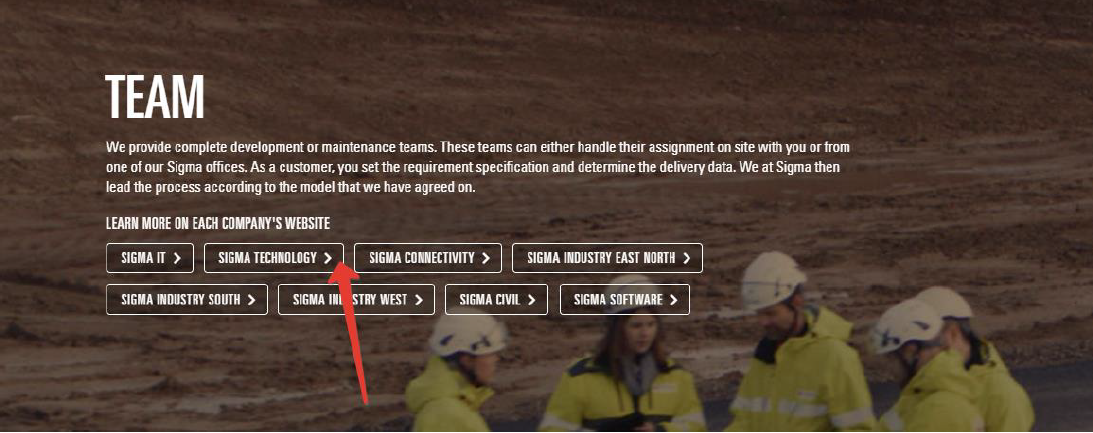 TEAM
We provide complete development or maintenance teams. These teams can either handle their assignment on site with you or from
one of our Sigma offices. As a customer, you set the requirement specification and determine the delivery data. We at Sigma then
lead the process according to the model that we have agreed on.
LEARN MORE ON EACH COMPANY'S WEBSITE
SIGMA IT > SIGMA TECHNOLOGY > SIGMA CONNECTIVITY > SIGMA INDUSTRY EAST NORTH >
SIGMA INDUSTRY SOUTH > SIGMA INDUSTRY WEST > SIGMA CIVIL > SIGMA SOFTWARE >